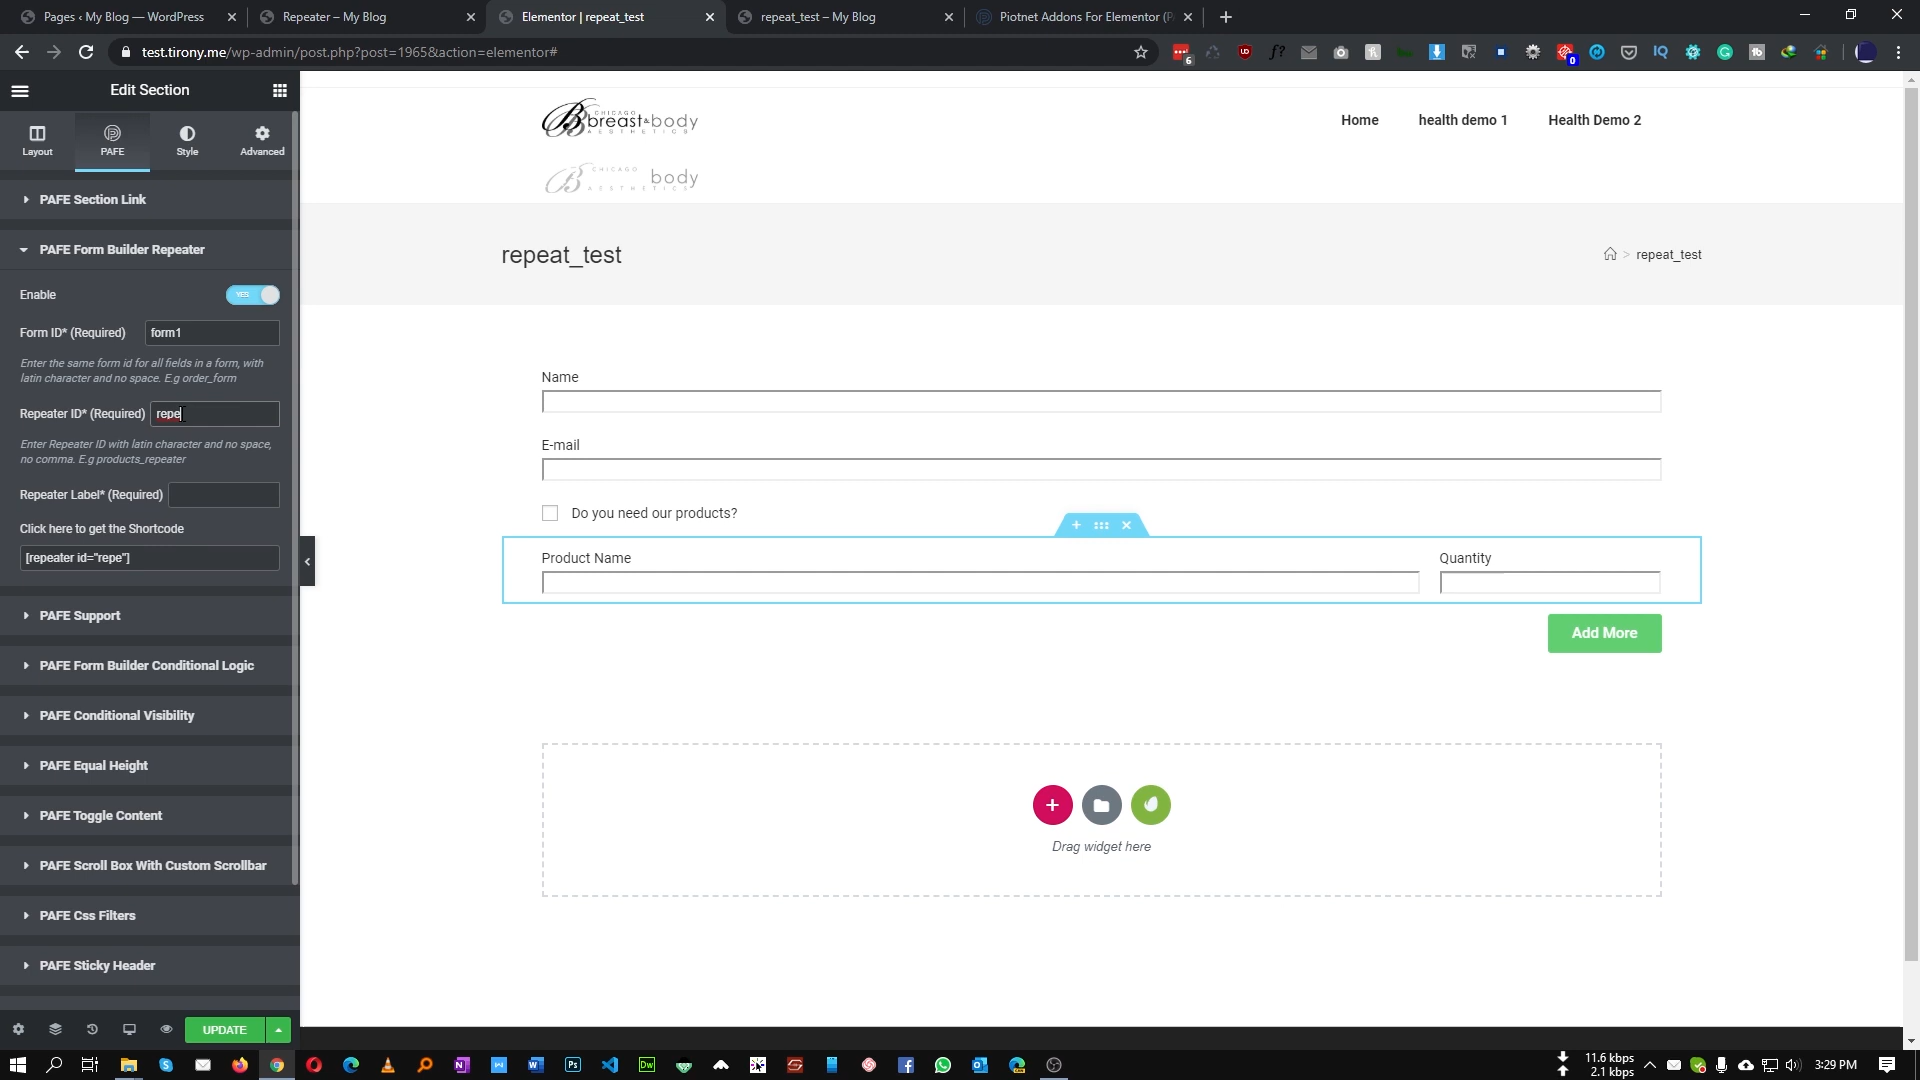 Pages ‹ My Blog — WordPress
Repeater – My Blog
Elementor | repeat_test
repeat_test – My Blog
Piotnet Addons For Elementor (P
test.tirony.me/wp-admin/post.php?post=1965&action=elementor#
Edit Section
Layout
PAFE
Style
Advanced
PAFE Section Link
PAFE Form Builder Repeater
Enable
YES
Form ID* (Required)
form1
Enter the same form id for all fields in a form, with
latin character and no space. E.g order_form
Repeater ID* (Required)
repe
Enter Repeater ID with latin character and no space,
no comma. E.g products_repeater
Repeater Label* (Required)
Click here to get the Shortcode
[repeater id="repe"]
PAFE Support
PAFE Form Builder Conditional Logic
PAFE Conditional Visibility
PAFE Equal Height
PAFE Toggle Content
PAFE Scroll Box With Custom Scrollbar
PAFE Css Filters
PAFE Sticky Header
UPDATE
CHICAGO
breast & body
AESTHETICS
CHICAGO
body
AESTHETICS
Home
health demo 1
Health Demo 2
repeat_test
> repeat_test
Name
E-mail
Do you need our products?
Product Name
Quantity
Add More
Drag widget here
11.6 kbps
2.1 kbps
3:29 PM